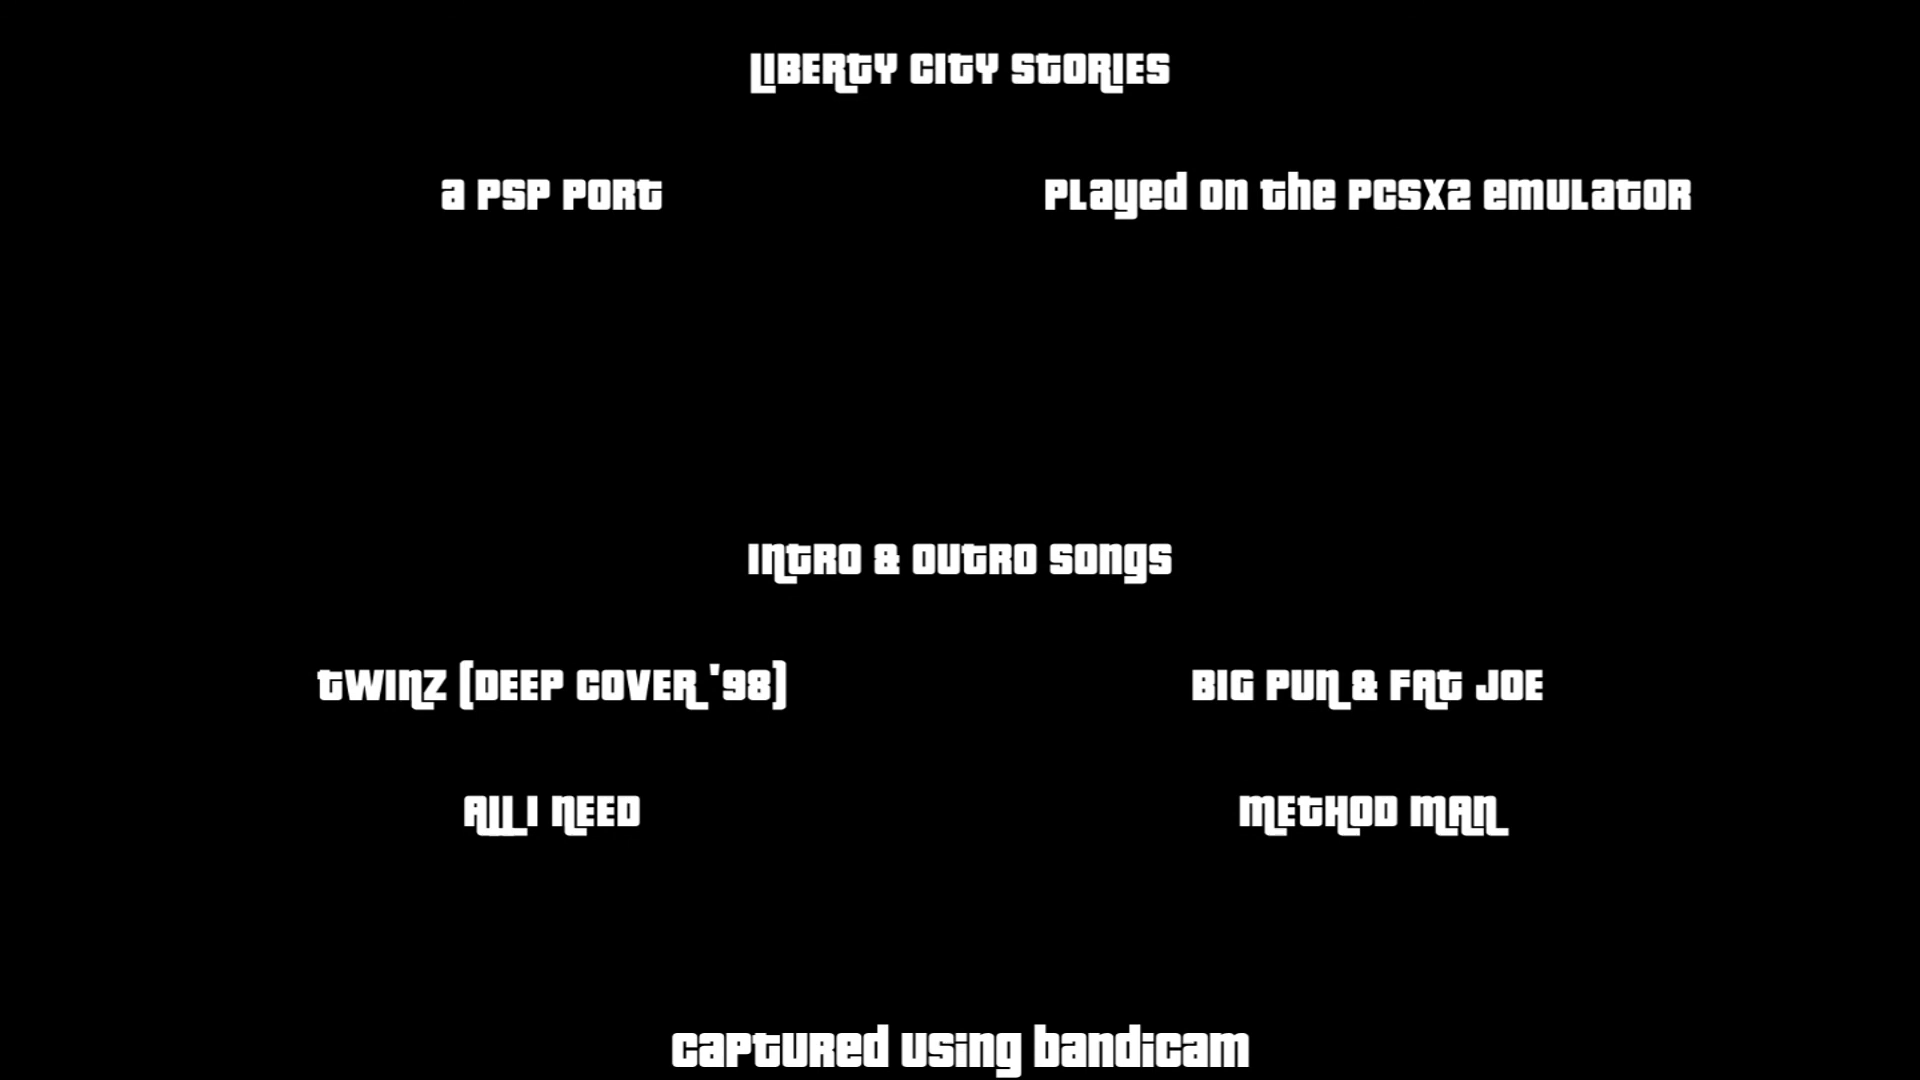 LIBERTY CITY STORIES
a PSP PORt
Played on the PCSX2 emulator
Intro & Outro Songs
tWINZ (DEEP COVER '98)
BIG PUN & FAt JOE
All I NEED
MEtHOD MAN
captured using bandicam